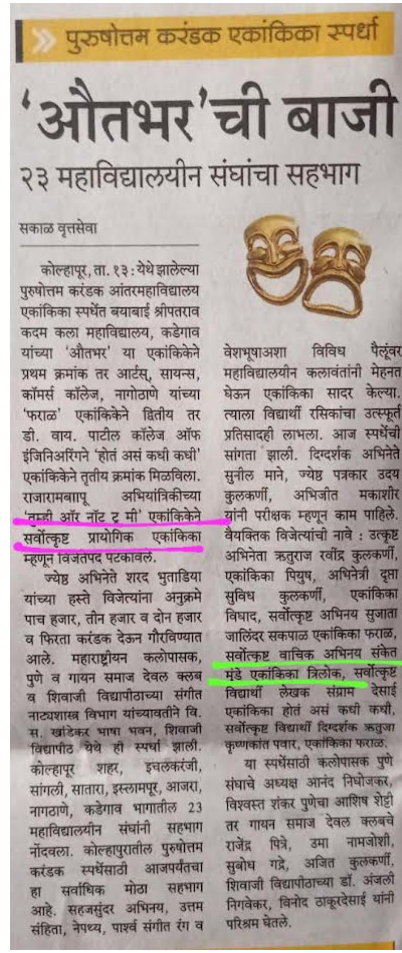 पुरुषोत्तम करंडक एकांकिका स्पर्धा
'औतभर'ची बाजी
२३ महाविद्यालयीन संघांचा सहभाग
सकाळ वृत्तसेवा
कोल्हापूर, ता. १३ : येथे झालेल्या
पुरुषोत्तम करंडक आंतरमहाविद्यालय
एकांकिका स्पर्धेत बयाबाई श्रीपतराव
कदम कला महाविद्यालय, कडेगाव
यांच्या 'औतभर' या एकांकिकेने
प्रथम क्रमांक तर आर्टस्, सायन्स,
कॉमर्स कॉलेज, नागोठाणे यांच्या
'फराळ' एकांकिकेने द्वितीय तर
डी. वाय. पाटील कॉलेज ऑफ
इंजिनिअरिंगने 'होतं असं कधी कधी'
एकांकिकेने तृतीय क्रमांक मिळविला.
राजारामबाापू अभियांत्रिकीच्या
'तुम्ही ऑर नॉट टू मी' एकांकिकेने
सर्वोत्कृष्ट प्रायोगिक एकांकिका
म्हणून विजेतेपद पटकावले.
ज्येष्ठ अभिनेते शरद भुताडिया
यांच्या हस्ते विजेत्यांना अनुक्रमे
पाच हजार, तीन हजार व दोन हजार
व फिरता करंडक देऊन गौरविण्यात
आले. महाराष्ट्रीयन कलोपासक,
पुणे व गायन समाज देवल क्लब
व शिवाजी विद्यापीठाच्या संगीत
नाट्यशास्त्र विभाग यांच्यावतीने वि.
स. खांडेकर भाषा भवन, शिवाजी
विद्यापीठ येथे ही स्पर्धा झाली.
कोल्हापूर शहर, इचलकरंजी,
सांगली, सातारा, इस्लामपूर, आजरा,
नागठाणे, कडेगाव भागातील 23
महाविद्यालयीन संघांनी सहभाग
नोंदवला. कोल्हापुरातील पुरुषोत्तम
करंडक स्पर्धेसाठी आजपर्यंतचा
हा सर्वाधिक मोठा सहभाग
आहे. सहजसुंदर अभिनय, उत्तम
संहिता, नेपथ्य, पार्श्व संगीत रंग व
वेशभूषाअशा विविध पैलूंवर
महाविद्यालयीन कलावंतांनी मेहनत
घेऊन एकांकिका सादर केल्या.
त्याला विद्यार्थी रसिकांचा उत्स्फूर्त
प्रतिसादही लाभला. आज स्पर्धेची
सांगता झाली. दिग्दर्शक अभिनेते
सुनील माने, ज्येष्ठ पत्रकार उदय
कुलकर्णी, अभिजीत मकाशीर
यांनी परीक्षक म्हणून काम पाहिले.
वैयक्तिक विजेत्यांची नावे : उत्कृष्ट
अभिनेता ऋतुराज रवींद्र कुलकर्णी,
एकांकिका पियुष, अभिनेत्री दृप्ता
सुविध कुलकर्णी, एकांकिका
विघाद, सर्वोत्कृष्ट अभिनय सुजाता
जालिंदर सकपाळ एकांकिका फराळ,
सर्वोत्कृष्ट वाचिक अभिनय संकेत
मुंडे एकांकिका त्रिलोक, सर्वोत्कृष्ट
विद्यार्थी लेखक संग्राम देसाई
एकांकिका होतं असं कधी कधी,
सर्वोत्कृष्ट विद्यार्थी दिग्दर्शक ऋतुजा
कृष्णकांत पवार, एकांकिका फराळ.
या स्पर्धेसाठी कलोपासक पुणे
संघाचे अध्यक्ष आनंद निघोजकर,
विश्वस्त शंकर पुणेचा आशिष शेट्टी
तर गायन समाज देवल क्लबचे
राजेंद्र पित्रे, उमा नामजोशी,
सुबोध गद्रे, अजित कुलकर्णी,
शिवाजी विद्यापीठाच्या डॉ. अंजली
निगवेकर, विनोद ठाकूरदेसाई यांनी
परिश्रम घेतले.